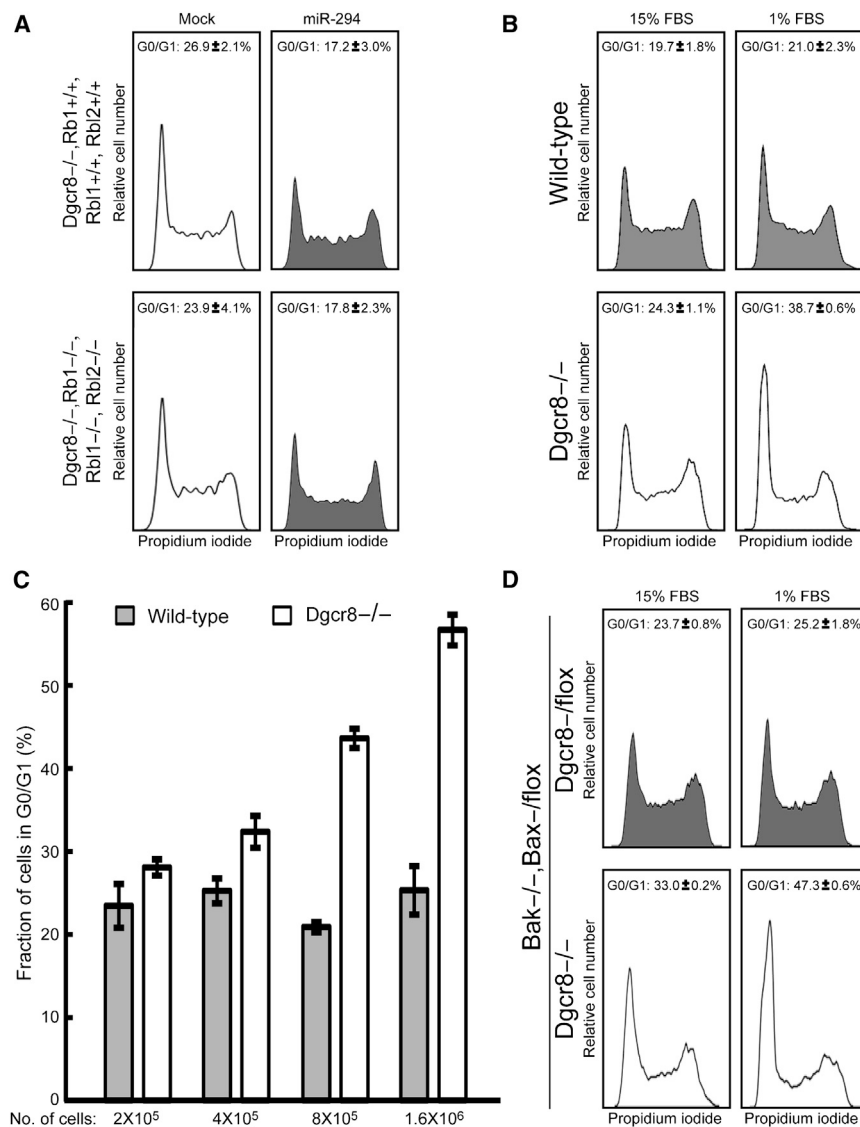 A
Mock
miR-294
Dgcr8−/−,Rb1+/+,
Rbl1+/+, Rbl2+/+
Relative cell number
G0/G1: 26.9±2.1%
G0/G1: 17.2±3.0%
Dgcr8−/−,Rb1−/−,
Rbl1−/−, Rbl2−/−
Relative cell number
G0/G1: 23.9±4.1%
G0/G1: 17.8±2.3%
Propidium iodide
Propidium iodide
B
15% FBS
1% FBS
Wild-type
Relative cell number
G0/G1: 19.7±1.8%
G0/G1: 21.0±2.3%
Dgcr8−/−
Relative cell number
G0/G1: 24.3±1.1%
G0/G1: 38.7±0.6%
Propidium iodide
Propidium iodide
C
Wild-type
Dgcr8−/−
Fraction of cells in G0/G1 (%)
60
50
40
30
20
10
0
No. of cells: 2X10⁵ 4X10⁵ 8X10⁵ 1.6X10⁶
D
15% FBS
1% FBS
Bak−/−,Bax−/flox
Dgcr8−/flox
Relative cell number
G0/G1: 23.7±0.8%
G0/G1: 25.2±1.8%
Dgcr8−/−
Relative cell number
G0/G1: 33.0±0.2%
G0/G1: 47.3±0.6%
Propidium iodide
Propidium iodide